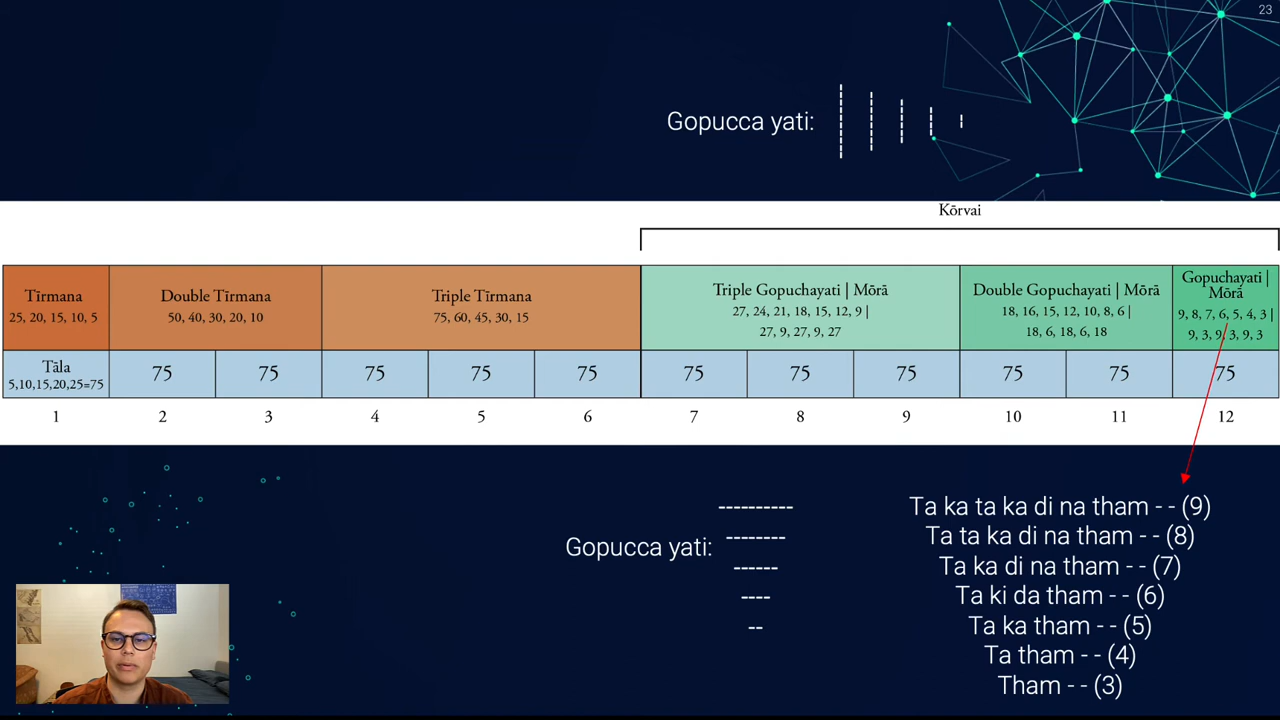 23
Gopucca yati:
Kōrvai
Tīrmana
25, 20, 15, 10, 5
Double Tīrmana
50, 40, 30, 20, 10
Triple Tīrmana
75, 60, 45, 30, 15
Triple Gopuchayati | Mōrā
27, 24, 21, 18, 15, 12, 9 |
27, 9, 27, 9, 27
Double Gopuchayati | Mōrā
18, 16, 15, 12, 10, 8, 6 |
18, 6, 18, 6, 18
Gopuchayati |
Mōrā
9, 8, 7, 6, 5, 4, 3 |
9, 3, 9, 3, 9, 3
Tāla
5,10,15,20,25=75
75 75 75 75 75 75 75 75 75 75 75
1 2 3 4 5 6 7 8 9 10 11 12
Gopucca yati:
----------
--------
------
----
--
Ta ka ta ka di na tham - - (9)
Ta ta ka di na tham - - (8)
Ta ka di na tham - - (7)
Ta ki da tham - - (6)
Ta ka tham - - (5)
Ta tham - - (4)
Tham - - (3)